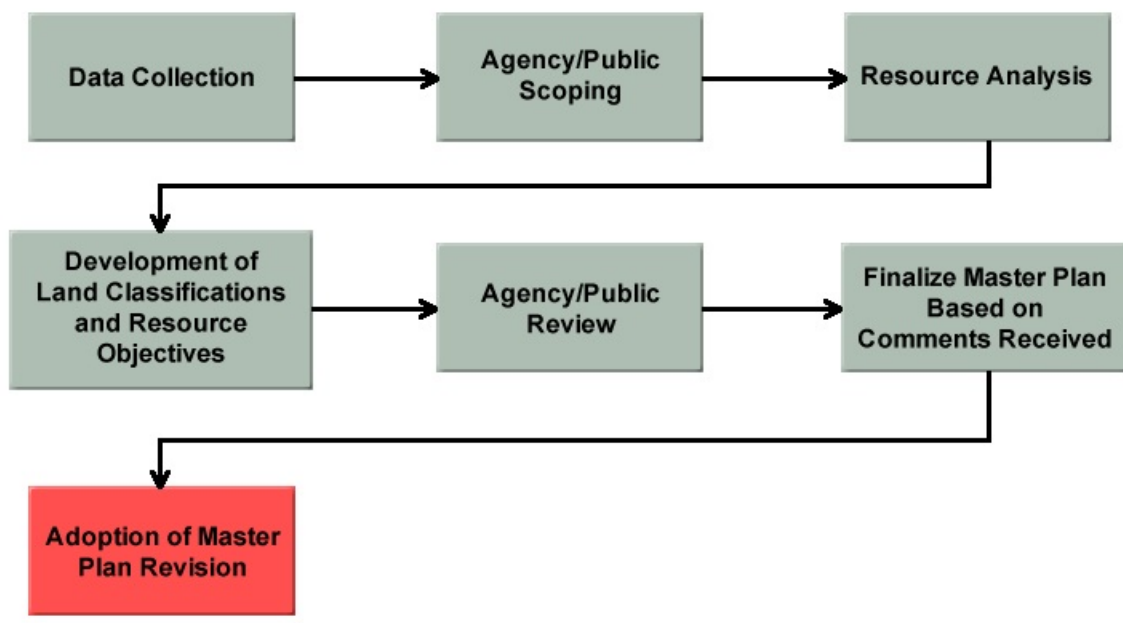 Data Collection
Agency/Public
Scoping
Resource Analysis
Development of
Land Classifications
and Resource
Objectives
Agency/Public
Review
Finalize Master Plan
Based on
Comments Received
Adoption of Master
Plan Revision